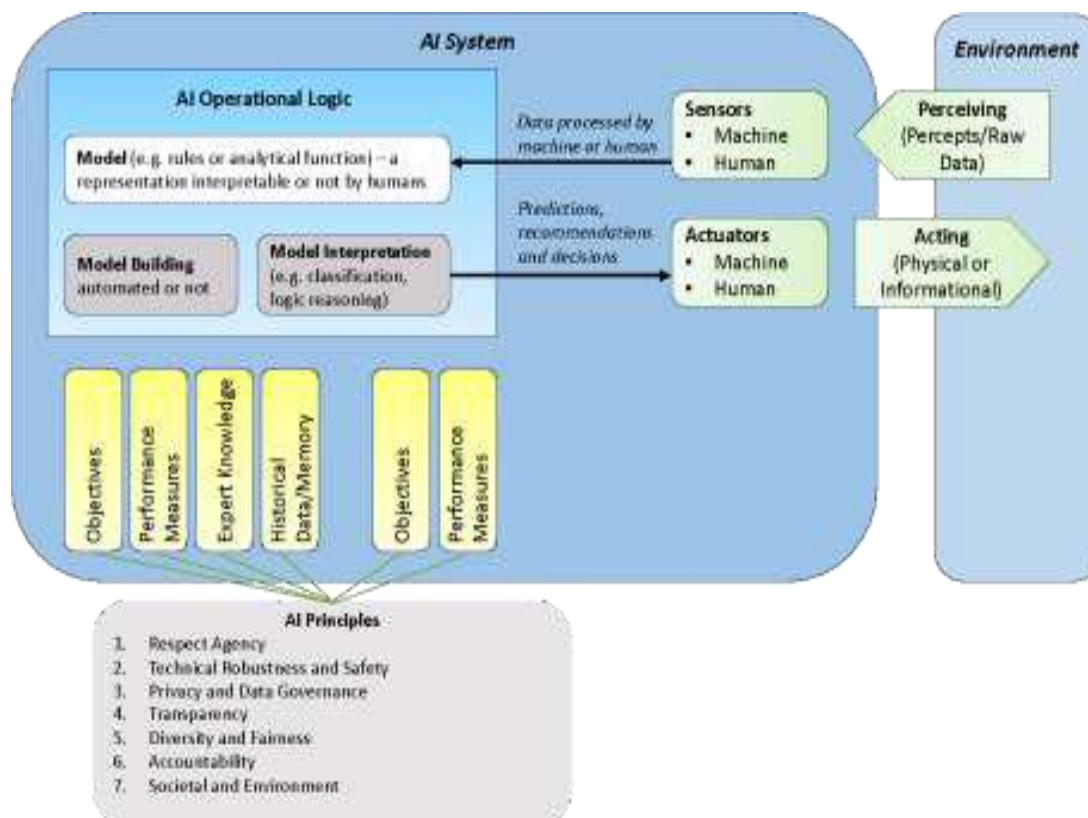 AI System
Environment
AI Operational Logic
Model (e.g. rules or analytical function) – a
representation interpretable or not by humans
Model Building
automated or not
Model Interpretation
(e.g. classification,
logic reasoning)
Data processed by
machine or human
Predictions,
recommendations
and decisions
Sensors
• Machine
• Human
Actuators
• Machine
• Human
Perceiving
(Percepts/Raw
Data)
Acting
(Physical or
Informational)
Objectives
Performance
Measures
Expert Knowledge
Historical
Data/Memory
Objectives
Performance
Measures
AI Principles
1. Respect Agency
2. Technical Robustness and Safety
3. Privacy and Data Governance
4. Transparency
5. Diversity and Fairness
6. Accountability
7. Societal and Environment